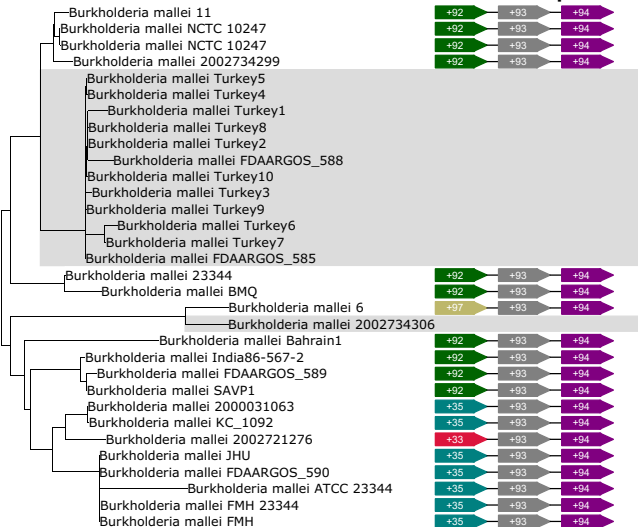 Burkholderia mallei 11 +92 +93 +94
Burkholderia mallei NCTC 10247 +92 +93 +94
Burkholderia mallei NCTC 10247 +92 +93 +94
Burkholderia mallei 2002734299 +92 +93 +94
Burkholderia mallei Turkey5
Burkholderia mallei Turkey4
Burkholderia mallei Turkey1
Burkholderia mallei Turkey8
Burkholderia mallei Turkey2
Burkholderia mallei FDAARGOS_588
Burkholderia mallei Turkey10
Burkholderia mallei Turkey3
Burkholderia mallei Turkey9
Burkholderia mallei Turkey6
Burkholderia mallei Turkey7
Burkholderia mallei FDAARGOS_585
Burkholderia mallei 23344 +92 +93 +94
Burkholderia mallei BMQ +92 +93 +94
Burkholderia mallei 6 +97 +93 +94
Burkholderia mallei 2002734306
Burkholderia mallei Bahrain1 +92 +93 +94
Burkholderia mallei India86-567-2 +92 +93 +94
Burkholderia mallei FDAARGOS_589 +92 +93 +94
Burkholderia mallei SAVP1 +92 +93 +94
Burkholderia mallei 2000031063 +35 +93 +94
Burkholderia mallei KC_1092 +35 +93 +94
Burkholderia mallei 2002721276 +33 +93 +94
Burkholderia mallei JHU +35 +93 +94
Burkholderia mallei FDAARGOS_590 +35 +93 +94
Burkholderia mallei ATCC 23344 +35 +93 +94
Burkholderia mallei FMH 23344 +35 +93 +94
Burkholderia mallei FMH +35 +93 +94